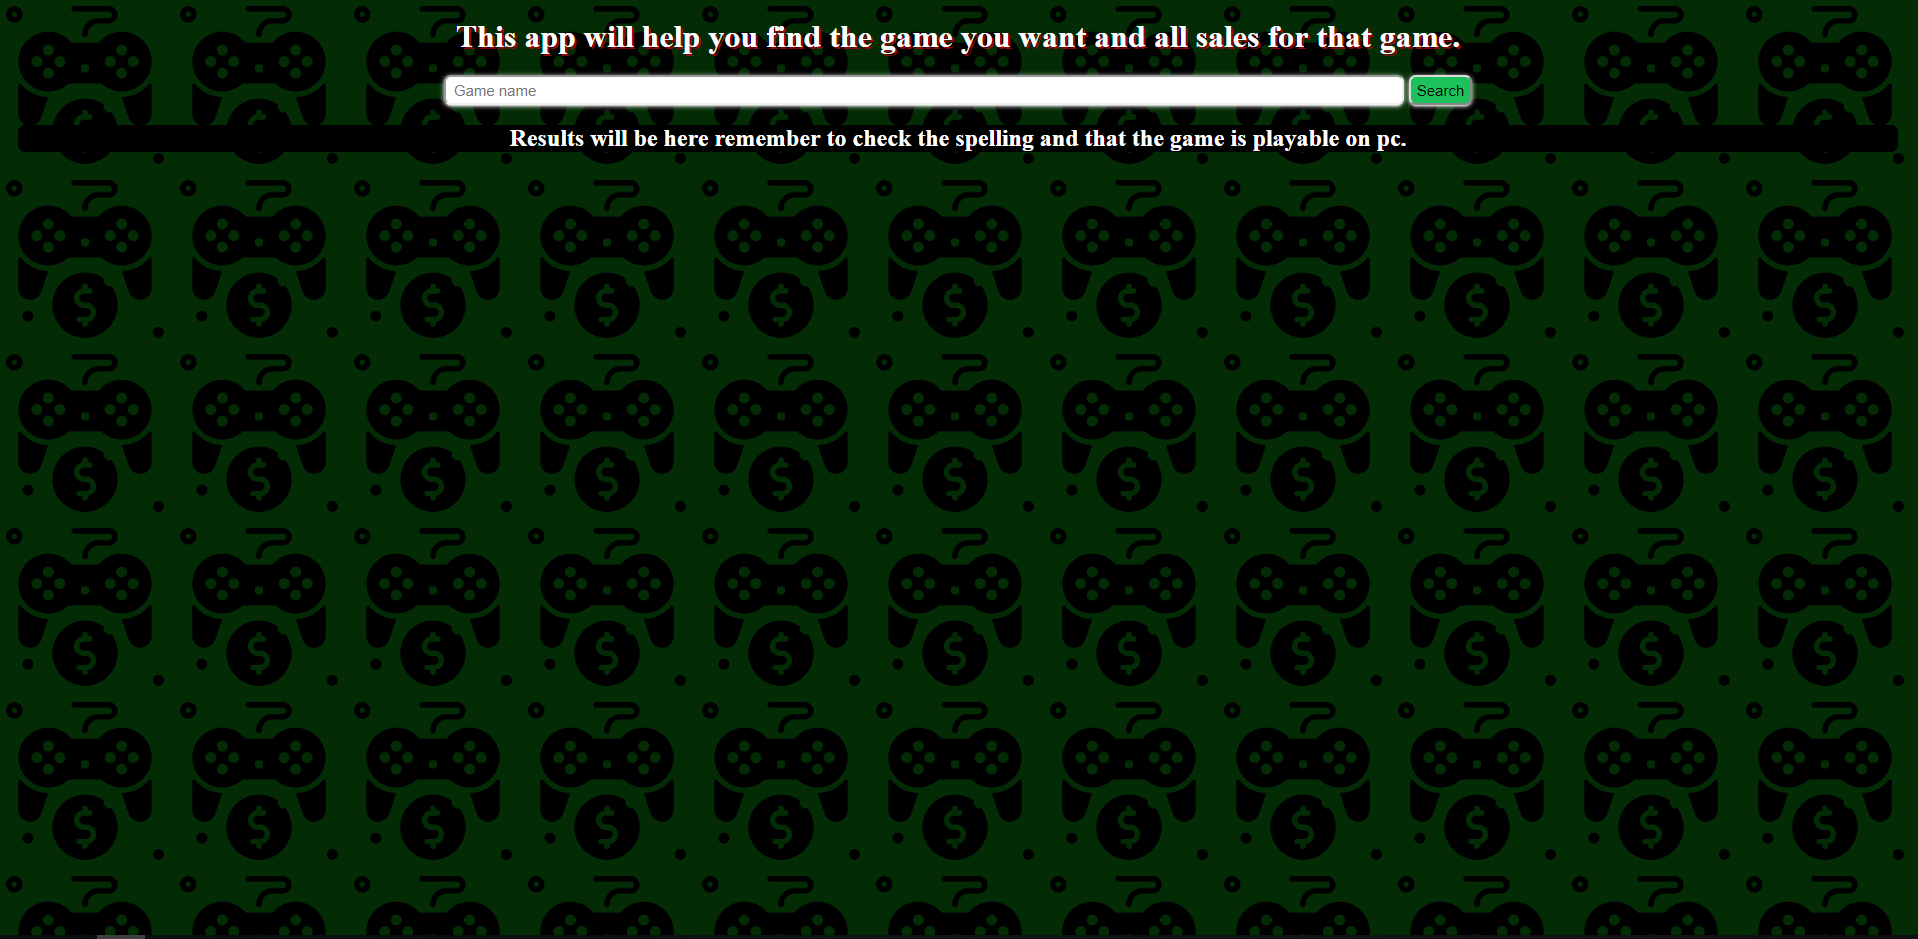 This app will help you find the game you want and all sales for that game.
Game name
Search
Results will be here remember to check the spelling and that the game is playable on pc.